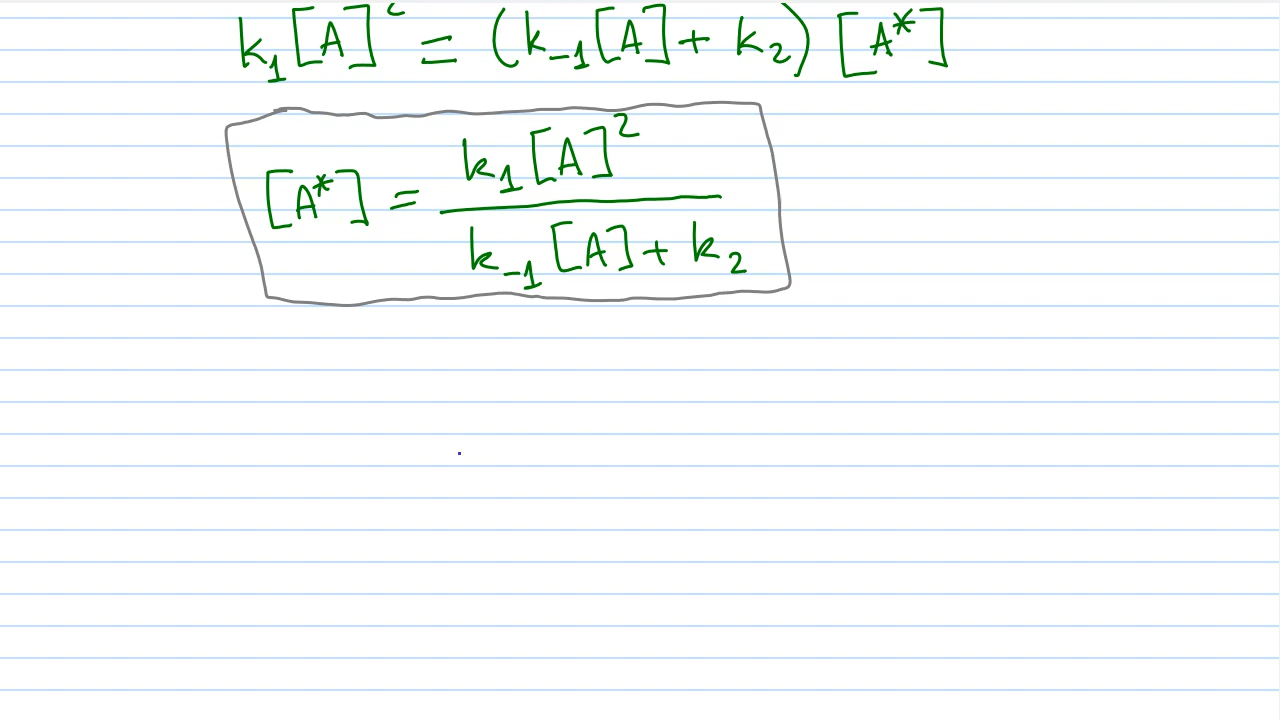 k₁[A]² = (k₋₁[A] + k₂) [A*]
[A*] = k₁[A]² / k₋₁[A] + k₂